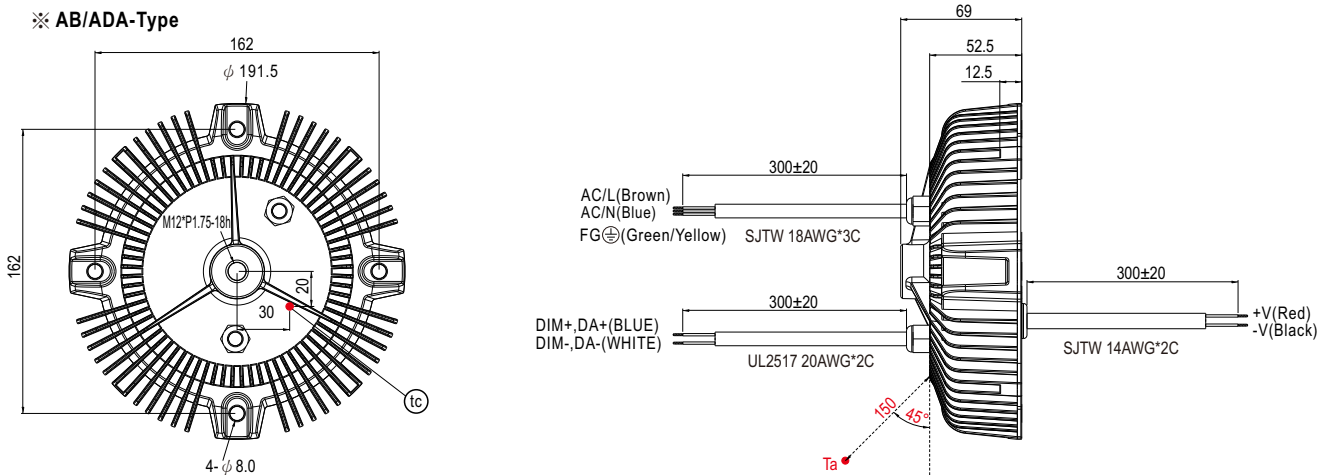 ※ AB/ADA-Type
162
ϕ 191.5
162
M12*P1.75-18h
20
30
tc
4- ϕ 8.0
69
52.5
12.5
300±20
AC/L(Brown)
AC/N(Blue)
FG⏚(Green/Yellow)
SJTW 18AWG*3C
300±20
DIM+,DA+(BLUE)
DIM-,DA-(WHITE)
UL2517 20AWG*2C
300±20
+V(Red)
-V(Black)
SJTW 14AWG*2C
150
45°
Ta